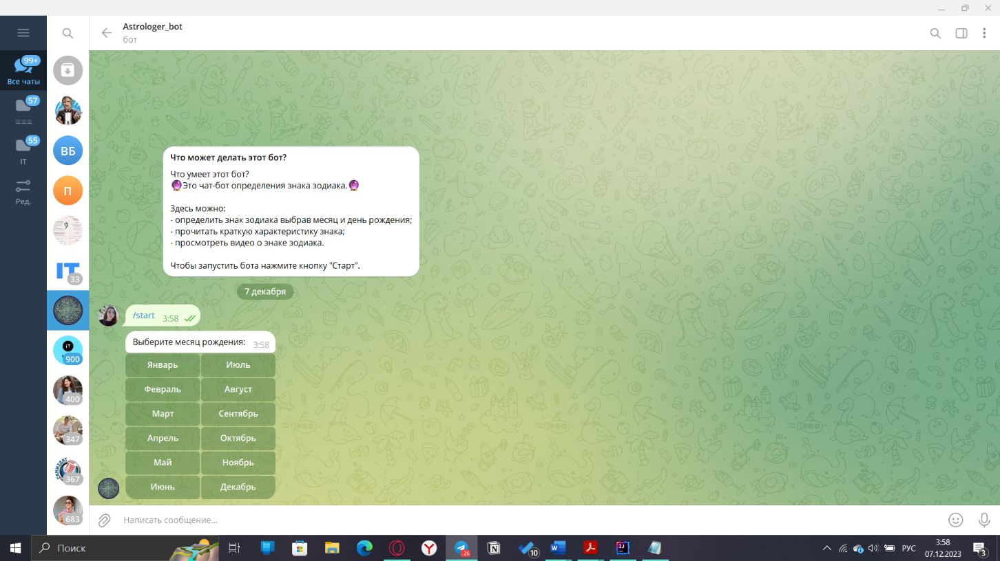 Astrologer_bot
бот
99+
Все чаты
57
55
IT
Ред.
ВБ
П
IT
33
iT
900
400
347
367
683
Что может делать этот бот?
Что умеет этот бот?
🔮Это чат-бот определения знака зодиака.🔮
Здесь можно:
- определить знак зодиака выбрав месяц и день рождения;
- прочитать краткую характеристику знака;
- просмотреть видео о знаке зодиака.
Чтобы запустить бота нажмите кнопку "Старт".
7 декабря
/start 3:58
Выберите месяц рождения: 3:58
Январь Июль
Февраль Август
Март Сентябрь
Апрель Октябрь
Май Ноябрь
Июнь Декабрь
Написать сообщение...
Поиск
..26
10
РУС
3:58
07.12.2023
3